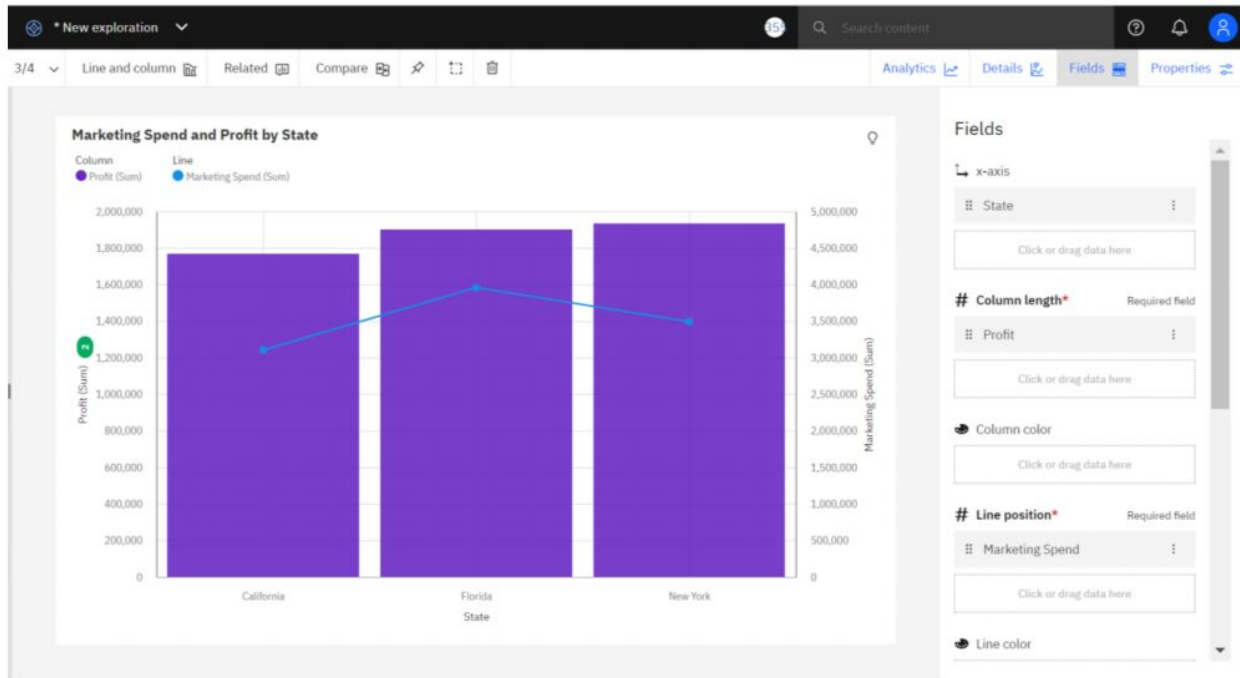 * New exploration
355
Search content
3/4
Line and column
Related
Compare
Analytics
Details
Fields
Properties
Marketing Spend and Profit by State
Column
Line
Profit (Sum)
Marketing Spend (Sum)
2,000,000
1,800,000
1,600,000
1,400,000
1,200,000
1,000,000
800,000
600,000
400,000
200,000
0
Profit (Sum)
2
5,000,000
4,500,000
4,000,000
3,500,000
3,000,000
2,500,000
2,000,000
1,500,000
1,000,000
500,000
0
Marketing Spend (Sum)
California
Florida
New York
State
Fields
x-axis
State
Click or drag data here
# Column length*
Required field
Profit
Click or drag data here
Column color
Click or drag data here
# Line position*
Required field
Marketing Spend
Click or drag data here
Line color